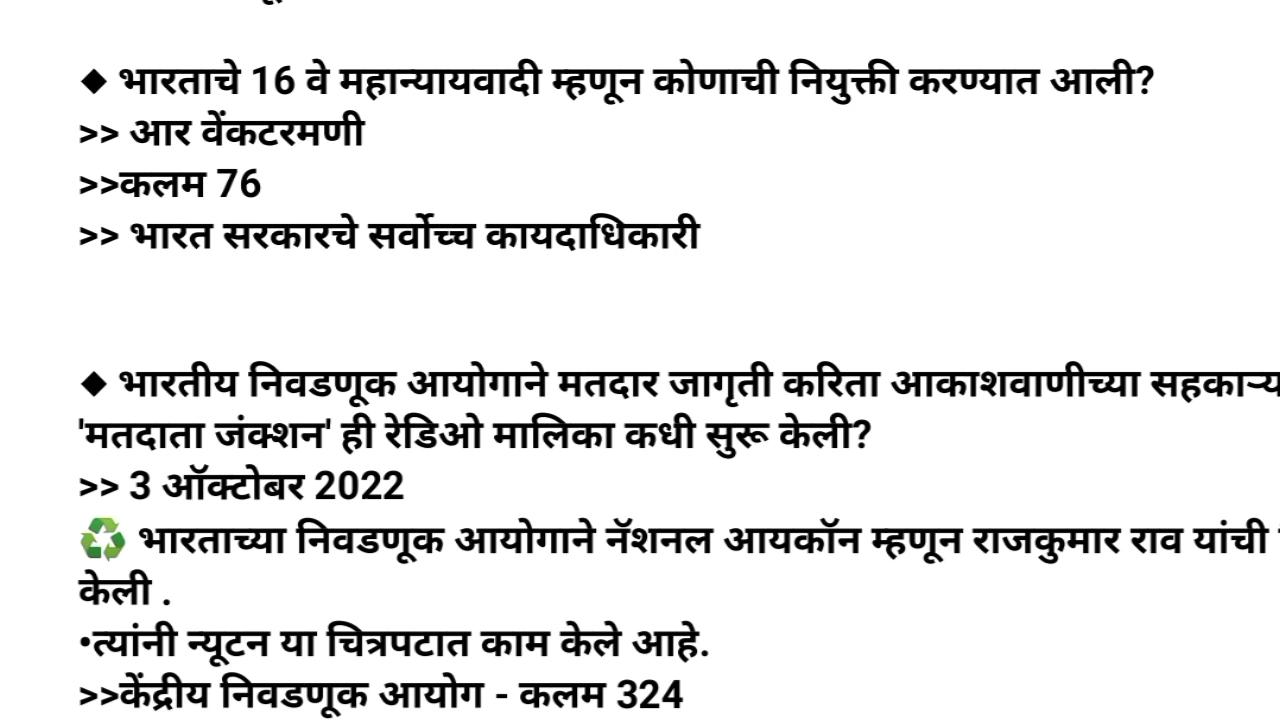 ◆ भारताचे 16 वे महान्यायवादी म्हणून कोणाची नियुक्ती करण्यात आली?
>> आर वेंकटरमणी
>>कलम 76
>> भारत सरकारचे सर्वोच्च कायदाधिकारी
◆ भारतीय निवडणूक आयोगाने मतदार जागृती करिता आकाशवाणीच्या
'मतदाता जंक्शन' ही रेडिओ मालिका कधी सुरू केली?
>> 3 ऑक्टोबर 2022
♻️ भारताच्या निवडणूक आयोगाने नॅशनल आयकॉन म्हणून राजकुमार राव यांची
केली .
•त्यांनी न्यूटन या चित्रपटात काम केले आहे.
>>केंद्रीय निवडणूक आयोग - कलम 324